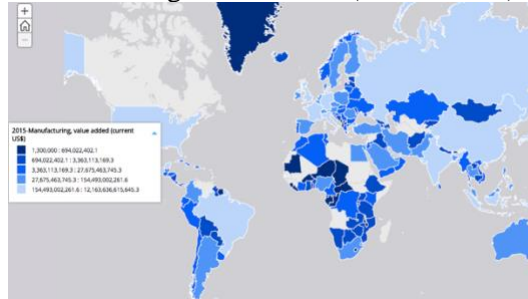 2015-Manufacturing, value added (current
US$)
1,300,000 : 694,022,402.1
694,022,402.1 : 3,363,113,169.3
3,363,113,169.3 : 27,675,463,745.3
27,675,463,745.3 : 154,493,002,261.6
154,493,002,261.6 : 12,163,636,615,645.3